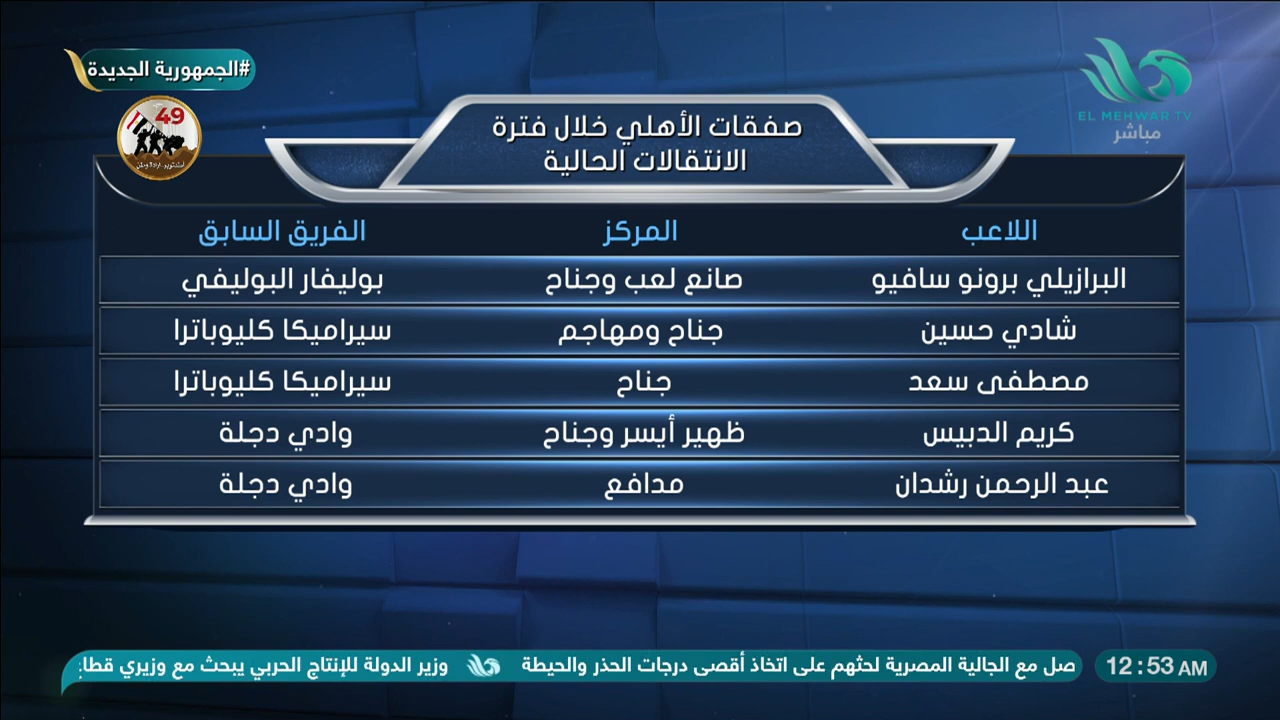 #الجمهورية الجديدة
49
EL MEHWAR TV
مباشر
صفقات الأهلي خلال فترة
الانتقالات الحالية
اللاعب المركز الفريق السابق
البرازيلي برونو سافيو صانع لعب وجناح بوليفار البوليفي
شادي حسين جناح ومهاجم سيراميكا كليوباترا
مصطفى سعد جناح سيراميكا كليوباترا
كريم الدبيس ظهير أيسر وجناح وادي دجلة
عبد الرحمن رشدان مدافع وادي دجلة
12:53 AM
صل مع الجالية المصرية لحثهم على اتخاذ أقصى درجات الحذر والحيطة وزير الدولة للإنتاج الحربي يبحث مع وزيري قطا